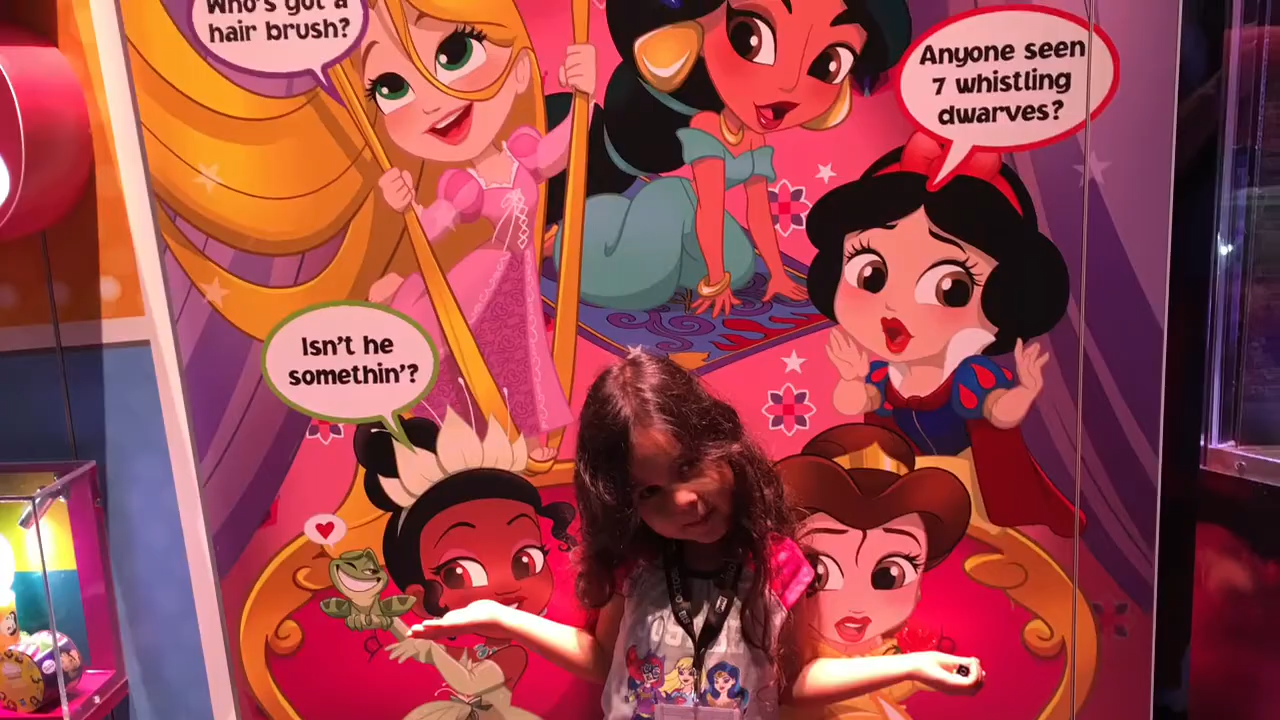 Who's got a
hair brush?
Anyone seen
7 whistling
dwarves?
Isn't he
somethin'?